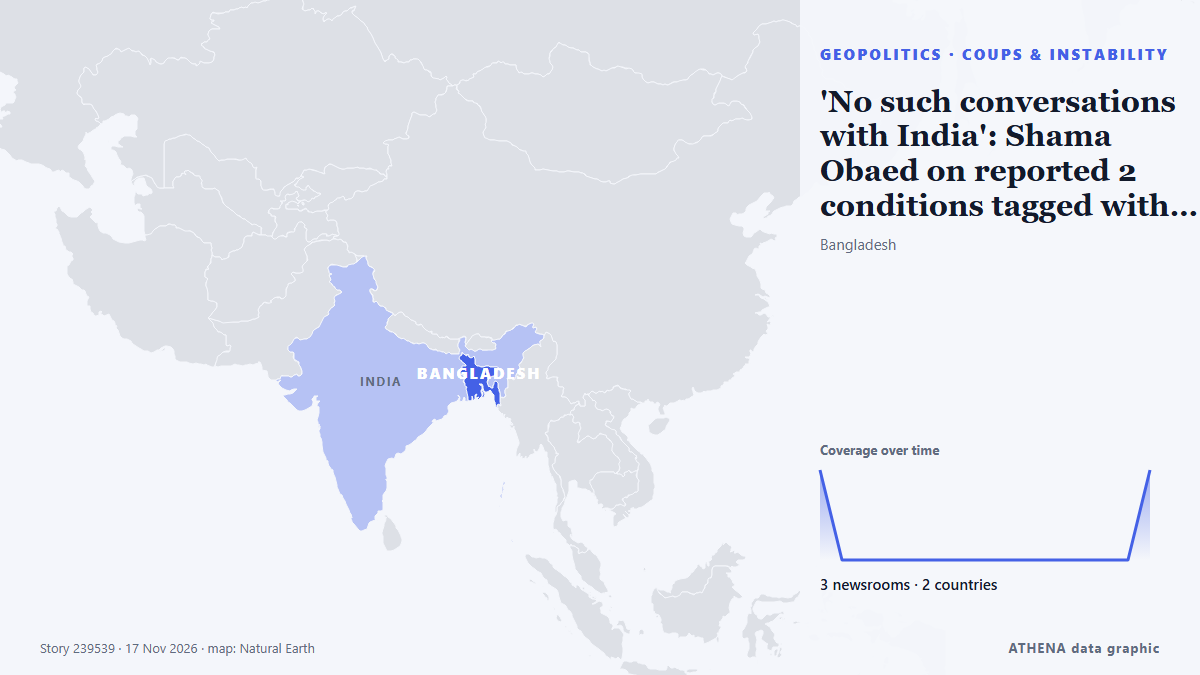 GEOPOLITICS · COUPS & INSTABILITY
'No such conversations
with India': Shama
Obaed on reported 2
conditions tagged with...
Bangladesh
INDIA
BANGLADESH
Coverage over time
3 newsrooms · 2 countries
Story 239539 · 17 Nov 2026 · map: Natural Earth
ATHENA data graphic